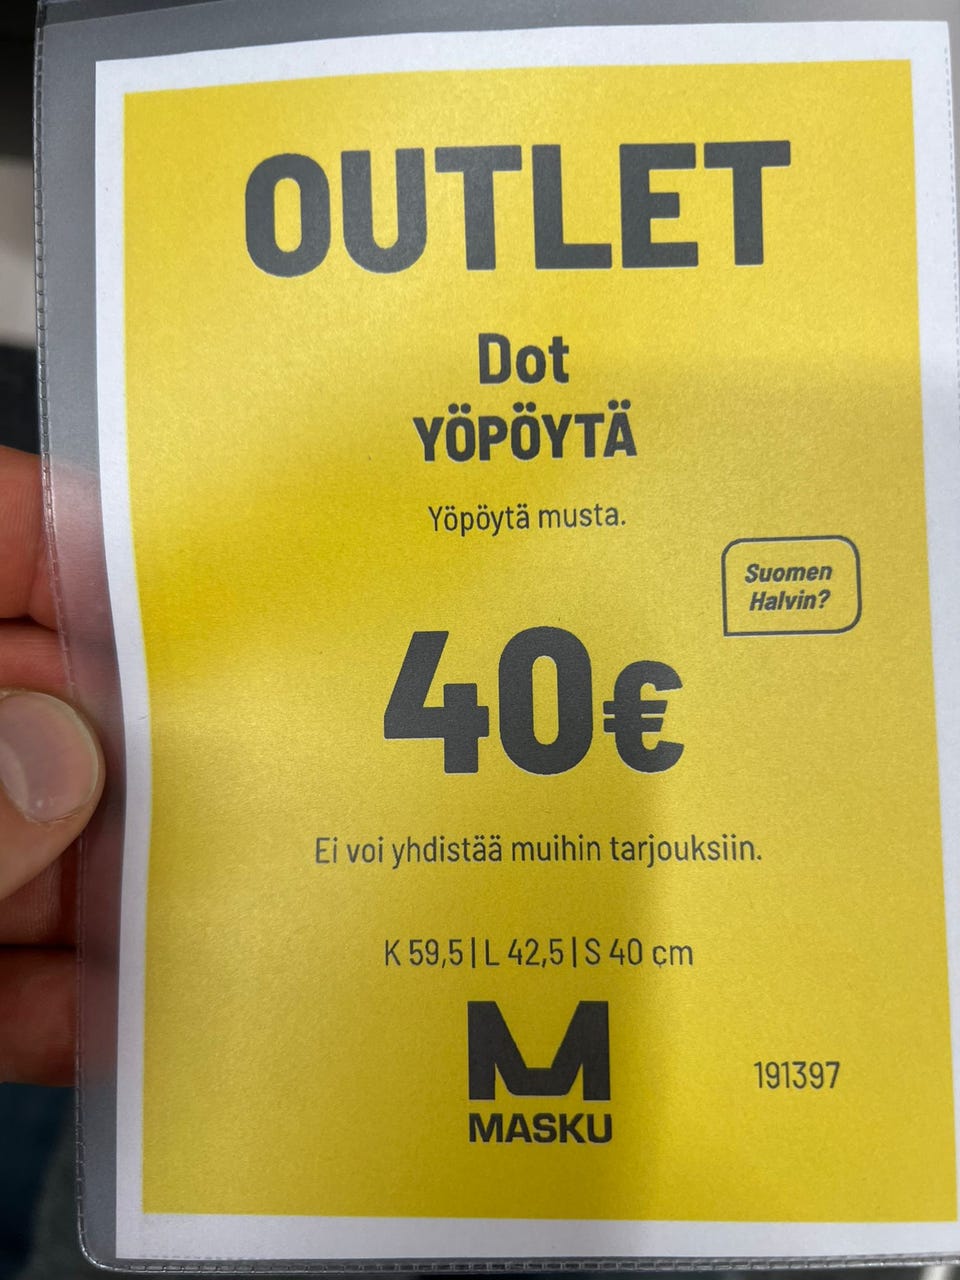 OUTLET
Dot
YÖPÖYTÄ
Yöpöytä musta.
Suomen
Halvin?
40€
Ei voi yhdistää muihin tarjouksiin.
K 59,5 | L 42,5 | S 40 cm
M
MASKU
191397